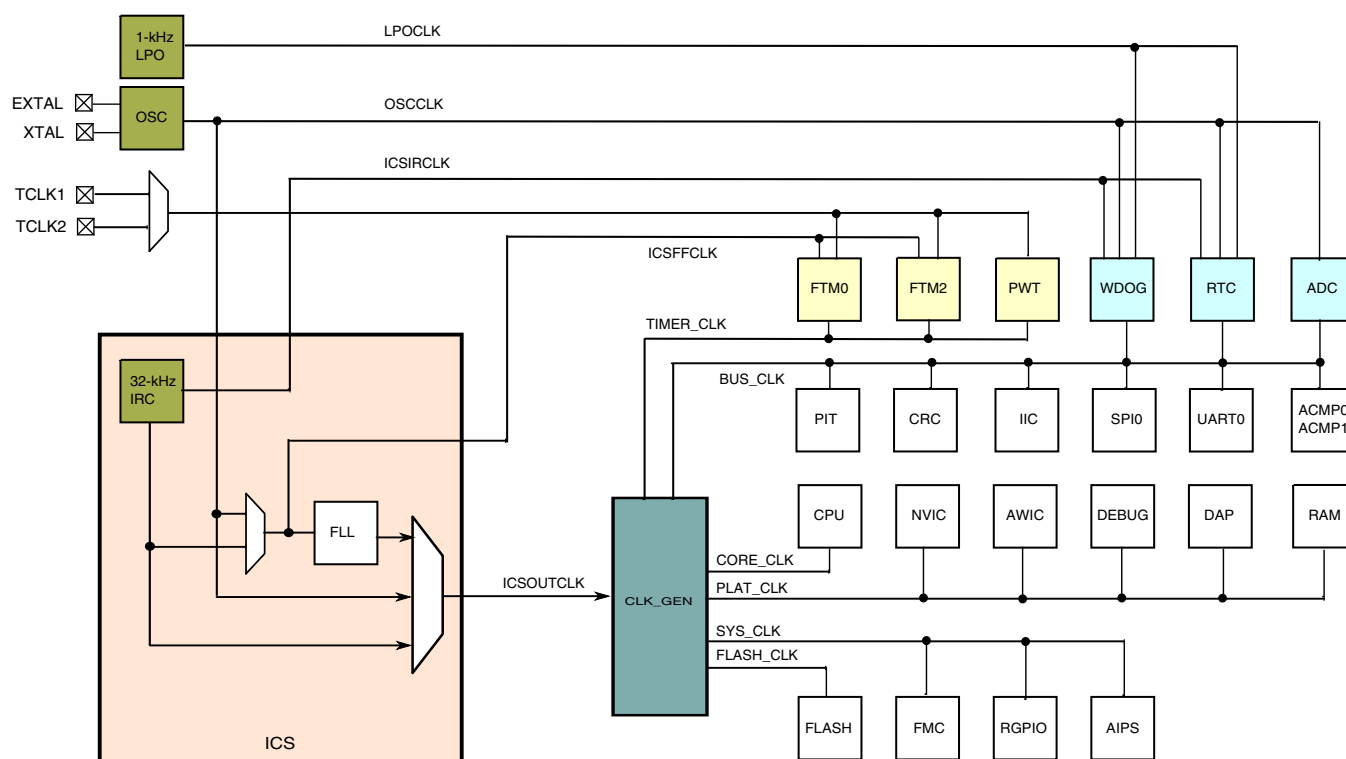 1-kHz
LPO
LPOCLK
EXTAL
XTAL
OSC
OSCCLK
ICSIRCLK
TCLK1
TCLK2
ICSFFCLK
FTM0
FTM2
PWT
WDOG
RTC
ADC
TIMER_CLK
BUS_CLK
32-kHz
IRC
PIT
CRC
IIC
SPI0
UART0
ACMP0
ACMP1
CPU
NVIC
AWIC
DEBUG
DAP
RAM
FLL
CORE_CLK
ICSOUTCLK
PLAT_CLK
CLK_GEN
SYS_CLK
FLASH_CLK
FLASH
FMC
RGPIO
AIPS
ICS